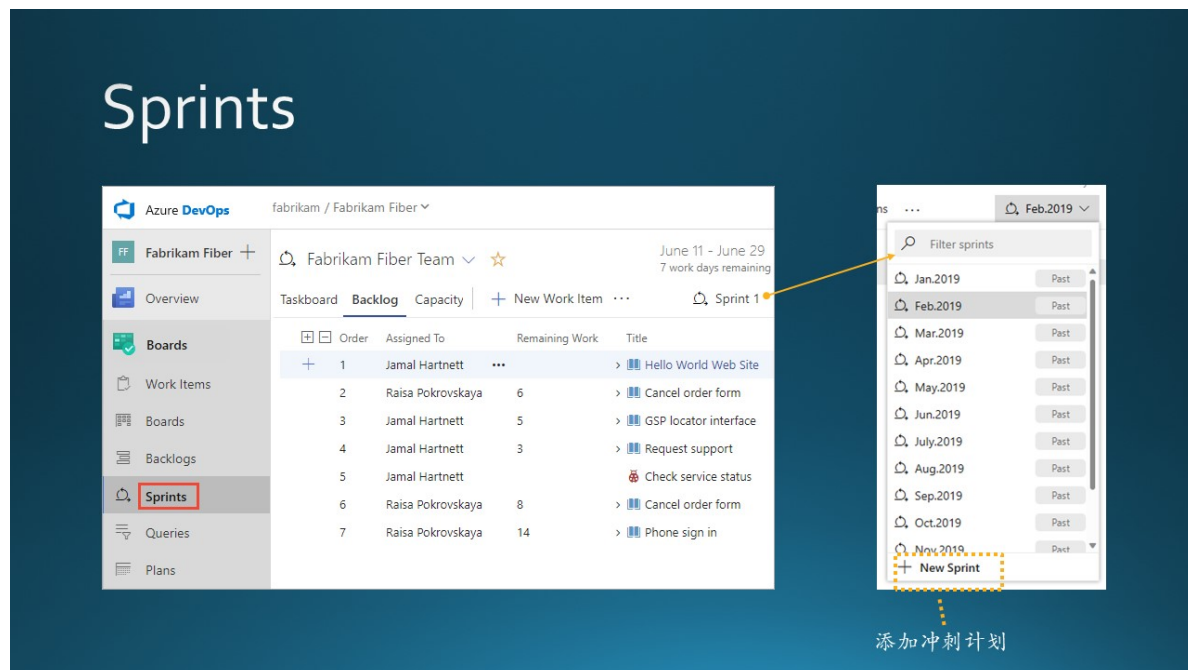 Sprints
Azure DevOps
fabrikam / Fabrikam Fiber
FF Fabrikam Fiber
Overview
Boards
Work Items
Boards
Backlogs
Sprints
Queries
Plans
Fabrikam Fiber Team
June 11 - June 29
7 work days remaining
Taskboard Backlog Capacity + New Work Item ... Sprint 1
Order Assigned To Remaining Work Title
1 Jamal Hartnett ... Hello World Web Site
2 Raisa Pokrovskaya 6 Cancel order form
3 Raisa Pokrovskaya 5 GSP locator interface
4 Jamal Hartnett 3 Request support
5 Jamal Hartnett Check service status
6 Raisa Pokrovskaya 8 Cancel order form
7 Raisa Pokrovskaya 14 Phone sign in
ns ... Feb.2019
Filter sprints
Jan.2019 Past
Feb.2019 Past
Mar.2019 Past
Apr.2019 Past
May.2019 Past
Jun.2019 Past
July.2019 Past
Aug.2019 Past
Sep.2019 Past
Oct.2019 Past
Nov.2019 Past
+ New Sprint
添加冲刺计划